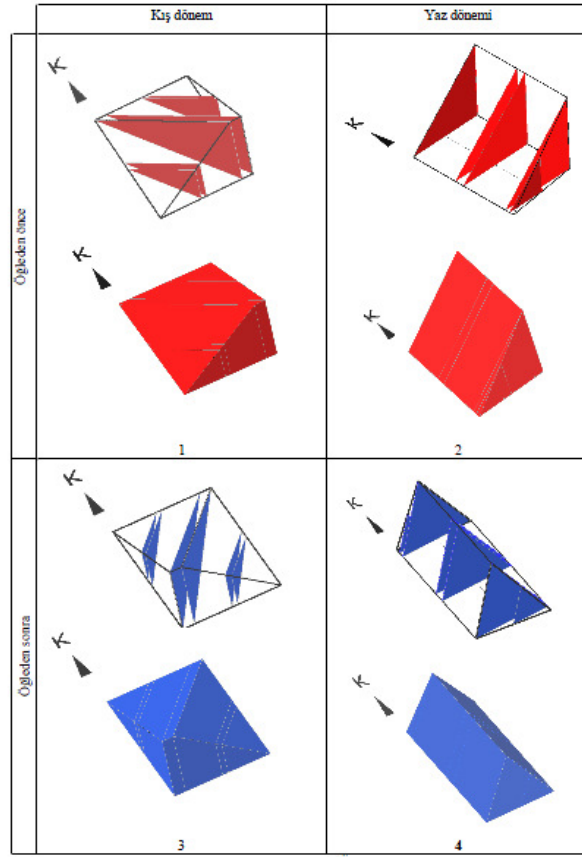 Kış dönem
Yaz dönemi
Öğleden önce
K
K
K
K
1
2
Öğleden sonra
K
K
K
K
3
4